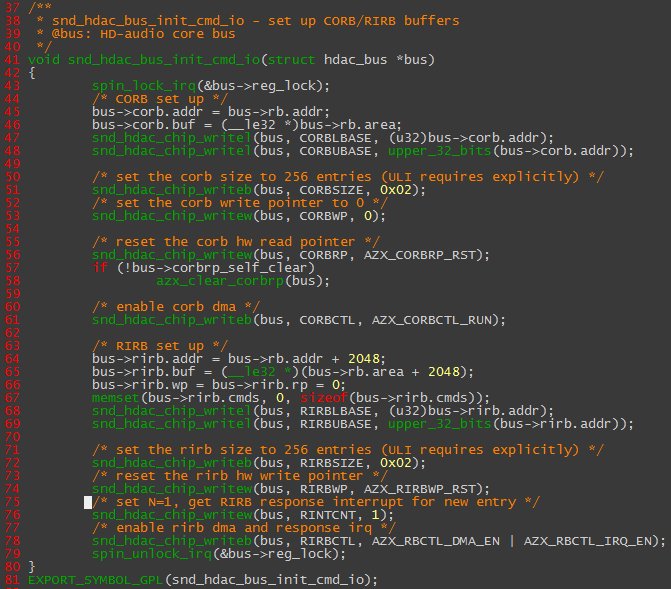 37 /**
38  * snd_hdac_bus_init_cmd_io - set up CORB/RIRB buffers
39  * @bus: HD-audio core bus
40  */
41 void snd_hdac_bus_init_cmd_io(struct hdac_bus *bus)
42 {
43         spin_lock_irq(&bus->reg_lock);
44         /* CORB set up */
45         bus->corb.addr = bus->rb.addr;
46         bus->corb.buf = (__le32 *)bus->rb.area;
47         snd_hdac_chip_writel(bus, CORBLBASE, (u32)bus->corb.addr);
48         snd_hdac_chip_writel(bus, CORBUBASE, upper_32_bits(bus->corb.addr));
49
50         /* set the corb size to 256 entries (ULI requires explicitly) */
51         snd_hdac_chip_writeb(bus, CORBSIZE, 0x02);
52         /* set the corb write pointer to 0 */
53         snd_hdac_chip_writew(bus, CORBWP, 0);
54
55         /* reset the corb hw read pointer */
56         snd_hdac_chip_writew(bus, CORBRP, AZX_CORBRP_RST);
57         if (!bus->corbrp_self_clear)
58                 azx_clear_corbrp(bus);
59
60         /* enable corb dma */
61         snd_hdac_chip_writeb(bus, CORBCTL, AZX_CORBCTL_RUN);
62
63         /* RIRB set up */
64         bus->rirb.addr = bus->rb.addr + 2048;
65         bus->rirb.buf = (__le32 *)(bus->rb.area + 2048);
66         bus->rirb.wp = bus->rirb.rp = 0;
67         memset(bus->rirb.cmds, 0, sizeof(bus->rirb.cmds));
68         snd_hdac_chip_writel(bus, RIRBLBASE, (u32)bus->rirb.addr);
69         snd_hdac_chip_writel(bus, RIRBUBASE, upper_32_bits(bus->rirb.addr));
70
71         /* set the rirb size to 256 entries (ULI requires explicitly) */
72         snd_hdac_chip_writeb(bus, RIRBSIZE, 0x02);
73         /* reset the rirb hw write pointer */
74         snd_hdac_chip_writew(bus, RIRBWP, AZX_RIRBWP_RST);
75         /* set N=1, get RIRB response interrupt for new entry */
76         snd_hdac_chip_writew(bus, RINTCNT, 1);
77         /* enable rirb dma and response irq */
78         snd_hdac_chip_writeb(bus, RIRBCTL, AZX_RBCTL_DMA_EN | AZX_RBCTL_IRQ_EN);
79         spin_unlock_irq(&bus->reg_lock);
80 }
81 EXPORT_SYMBOL_GPL(snd_hdac_bus_init_cmd_io);